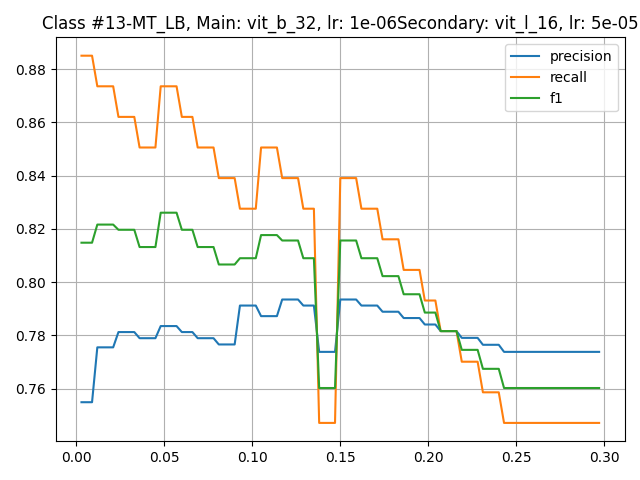 Class #13-MT_LB, Main: vit_b_32, lr: 1e-06Secondary: vit_l_16, lr: 5e-05
precision
recall
f1
0.88
0.86
0.84
0.82
0.80
0.78
0.76
0.00 0.05 0.10 0.15 0.20 0.25 0.30